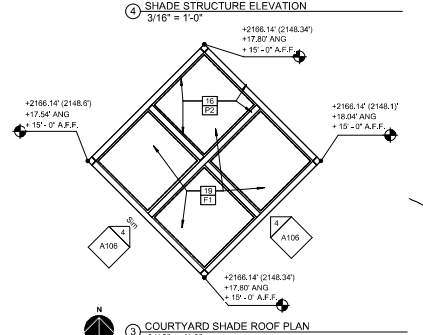 4 SHADE STRUCTURE ELEVATION
3/16" = 1'-0"
+2166.14' (2148.34')
+17.80' ANG
+ 15' - 0" A.F.F.
+2166.14' (2148.6')
+17.54' ANG
+ 15' - 0" A.F.F.
16
P2
+2166.14' (2148.1)'
+18.04' ANG
+ 15' - 0" A.F.F.
19
F1
Sim
4
A106
4
A106
+2166.14' (2148.34')
+17.80' ANG
+ 15' - 0" A.F.F.
N
3 COURTYARD SHADE ROOF PLAN